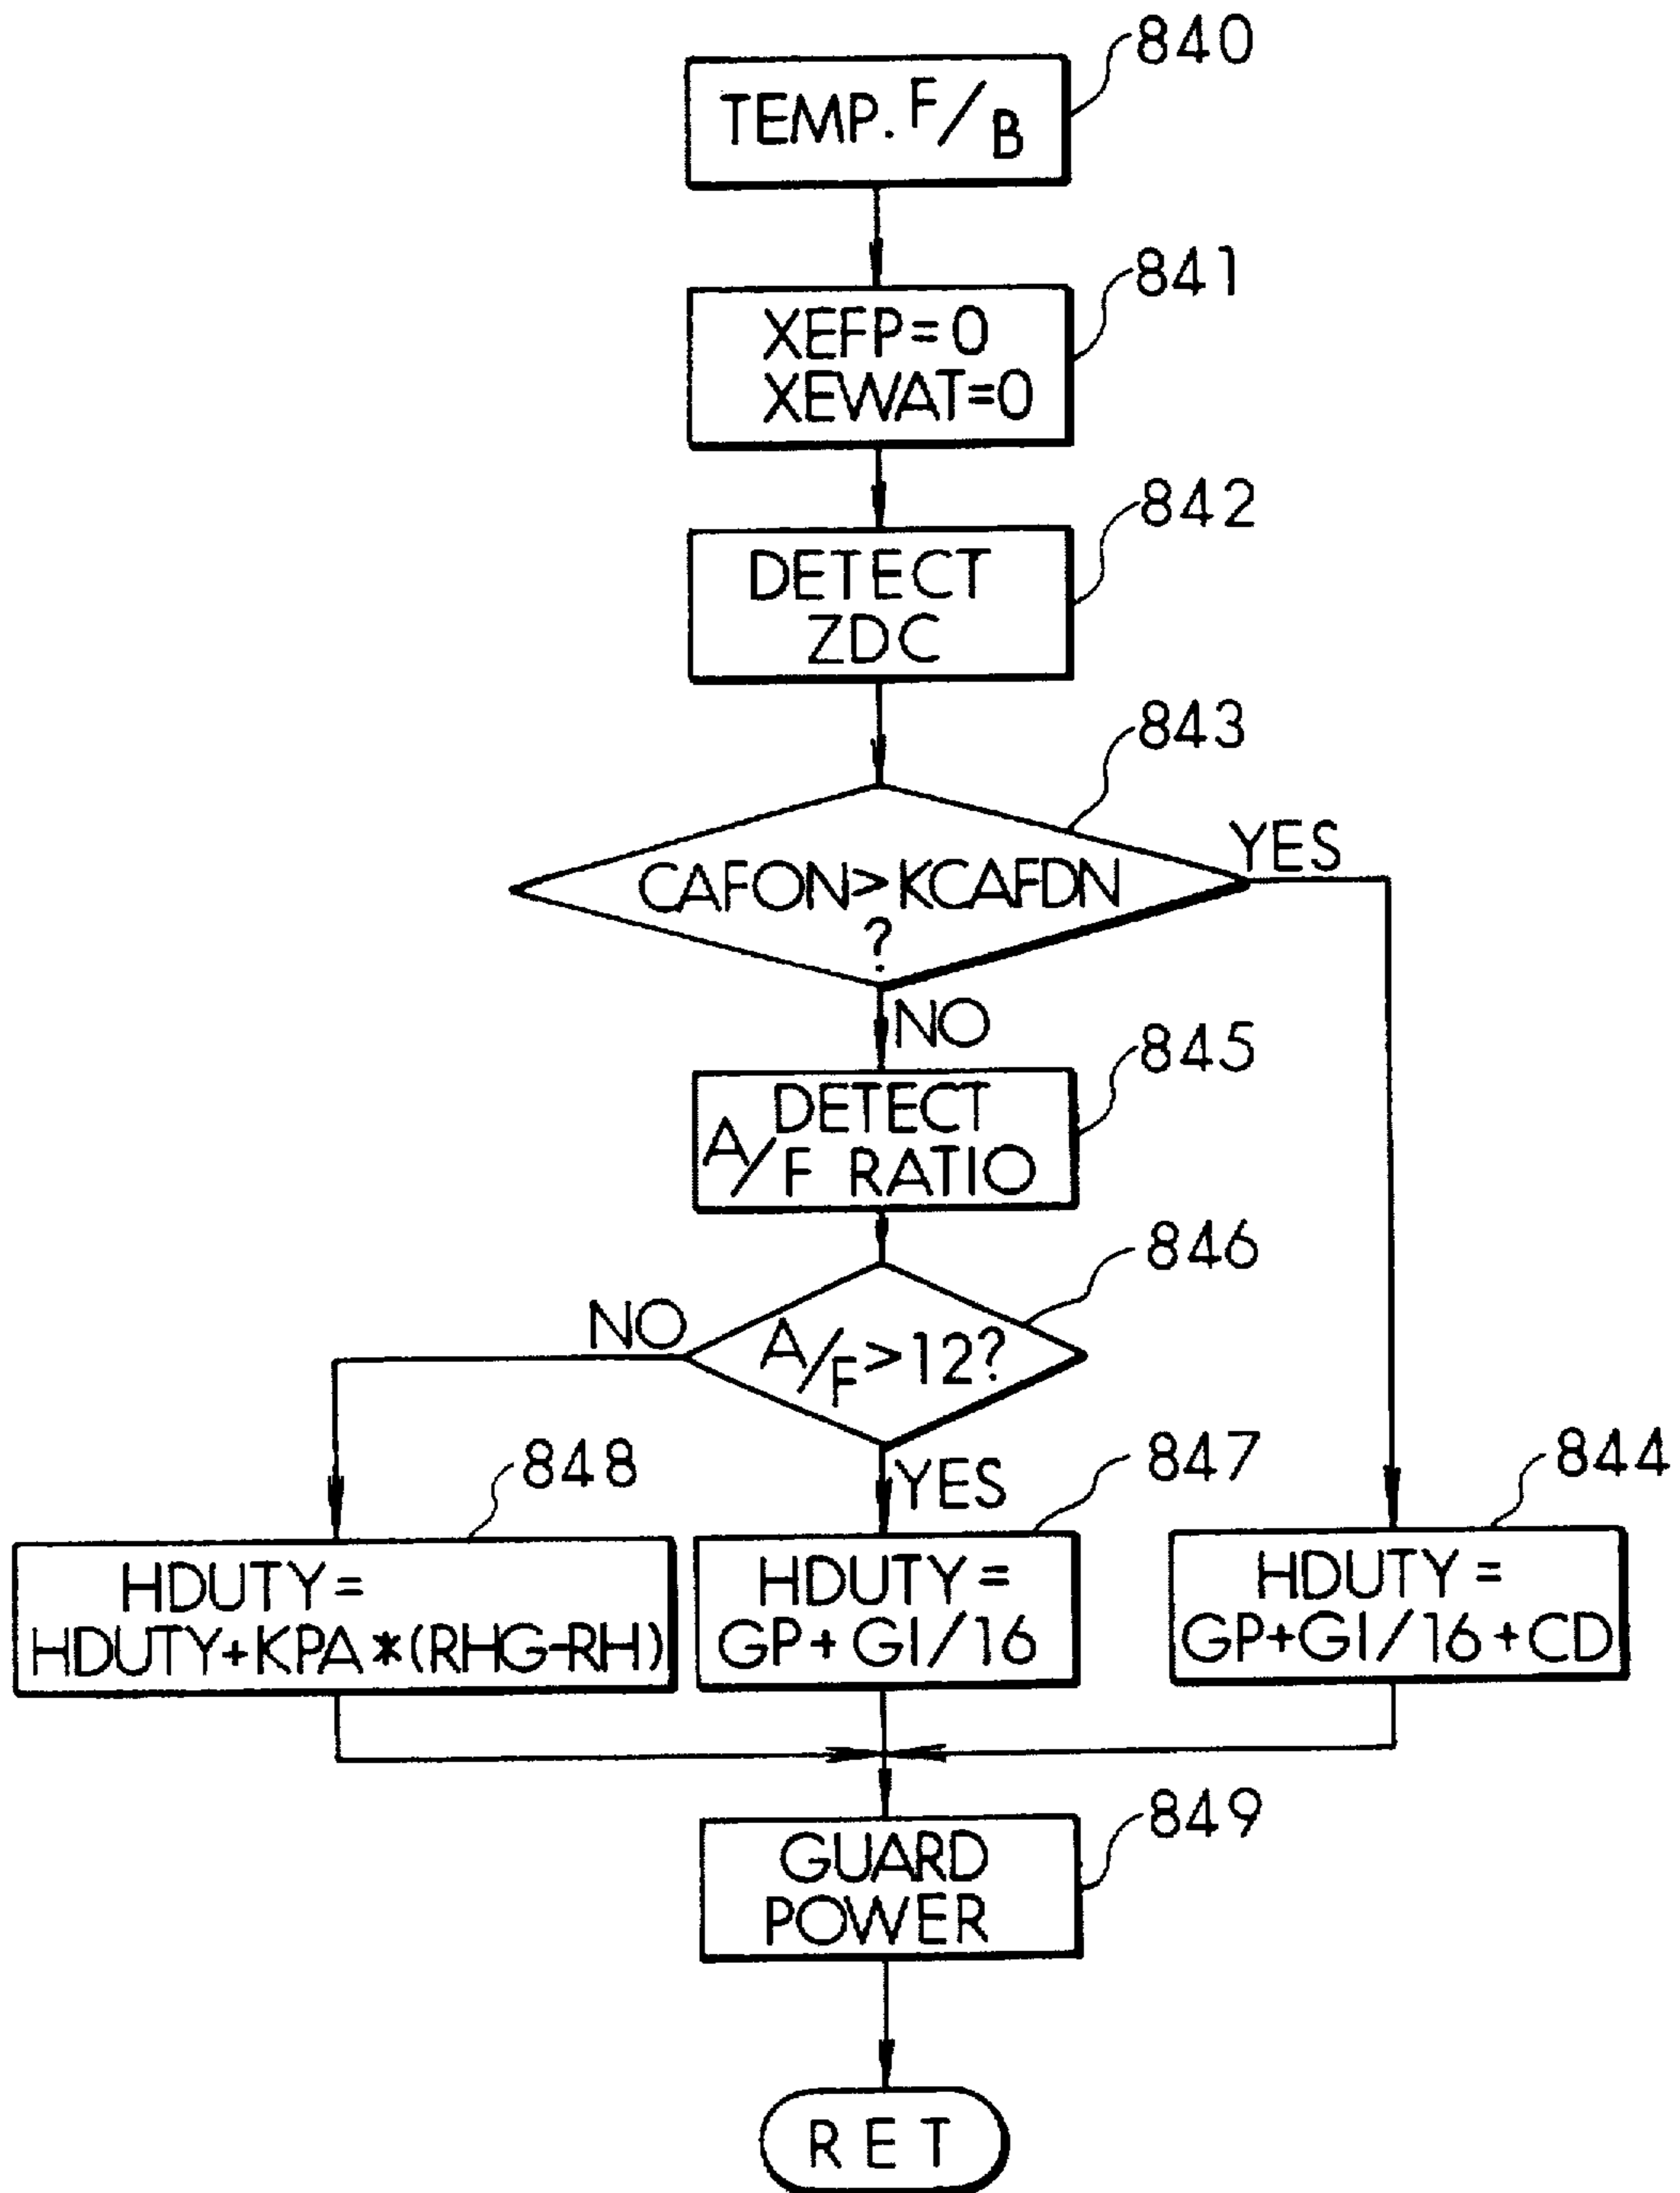 840
TEMP. F/B
841
XEFP=0
XEWAT=0
842
DETECT
ZDC
843
CAFON>KCAFDN
?
YES
NO
845
DETECT
A/F RATIO
846
A/F>12?
NO
YES
848
HDUTY=
HDUTY+KPA*(RHG-RH)
847
HDUTY=
GP+GI/16
844
HDUTY=
GP+GI/16+CD
849
GUARD
POWER
RET